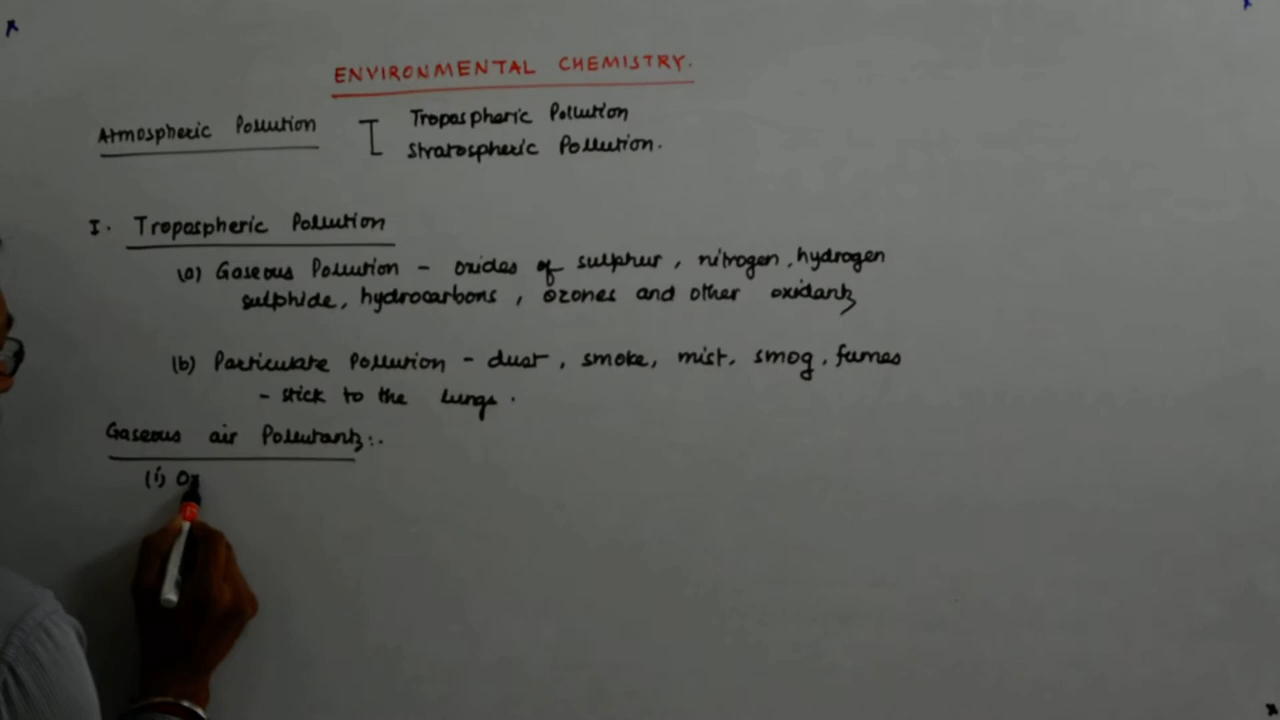 ENVIRONMENTAL CHEMISTRY.
Atmospheric Pollution
Tropospheric Pollution
Stratospheric Pollution.
I. Tropospheric Pollution
(a) Gaseous Pollution - oxides of sulphur, nitrogen, hydrogen
sulphide, hydrocarbons, ozones and other oxidants
(b) Particulate Pollution - dust, smoke, mist, smog, fumes
- stick to the lungs.
Gaseous air Pollutants:.
(i) Ox